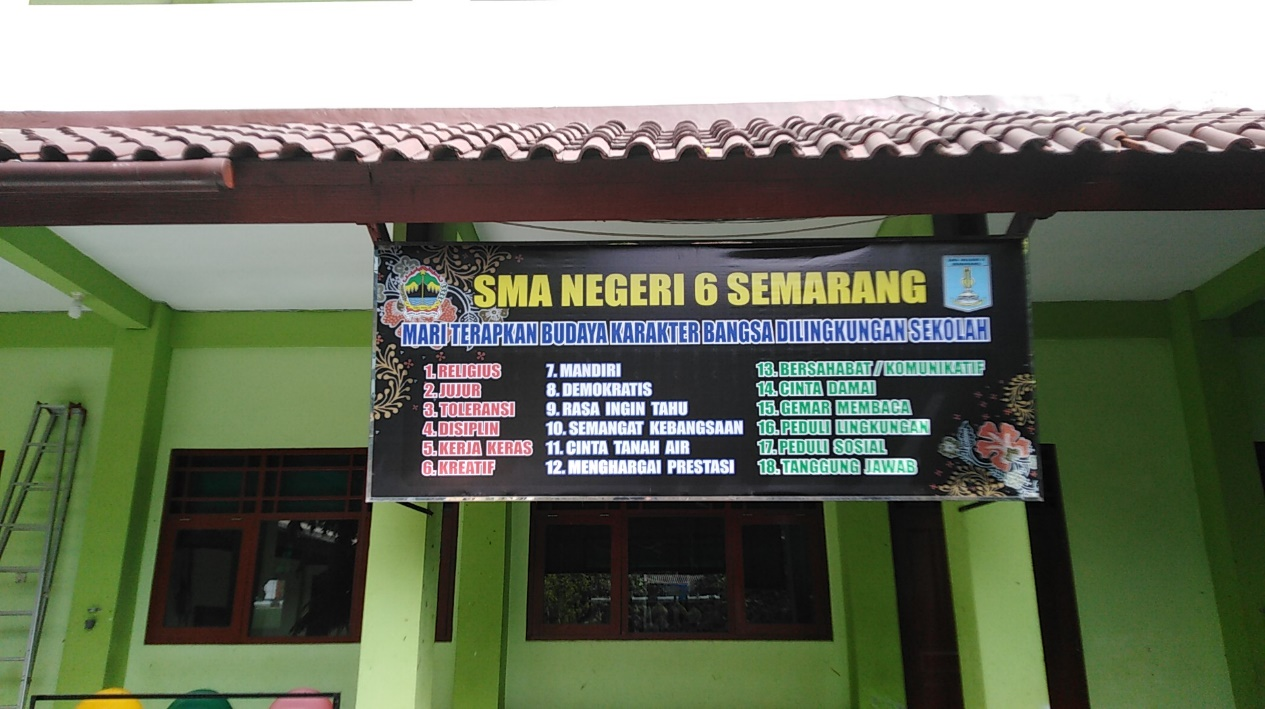 SMA NEGERI 6 SEMARANG
MARI TERAPKAN BUDAYA KARAKTER BANGSA DILINGKUNGAN SEKOLAH
1. RELIGIUS
2. JUJUR
3. TOLERANSI
4. DISIPLIN
5. KERJA KERAS
6. KREATIF
7. MANDIRI
8. DEMOKRATIS
9. RASA INGIN TAHU
10. SEMANGAT KEBANGSAAN
11. CINTA TANAH AIR
12. MENGHARGAI PRESTASI
13. BERSAHABAT / KOMUNIKATIF
14. CINTA DAMAI
15. GEMAR MEMBACA
16. PEDULI LINGKUNGAN
17. PEDULI SOSIAL
18. TANGGUNG JAWAB